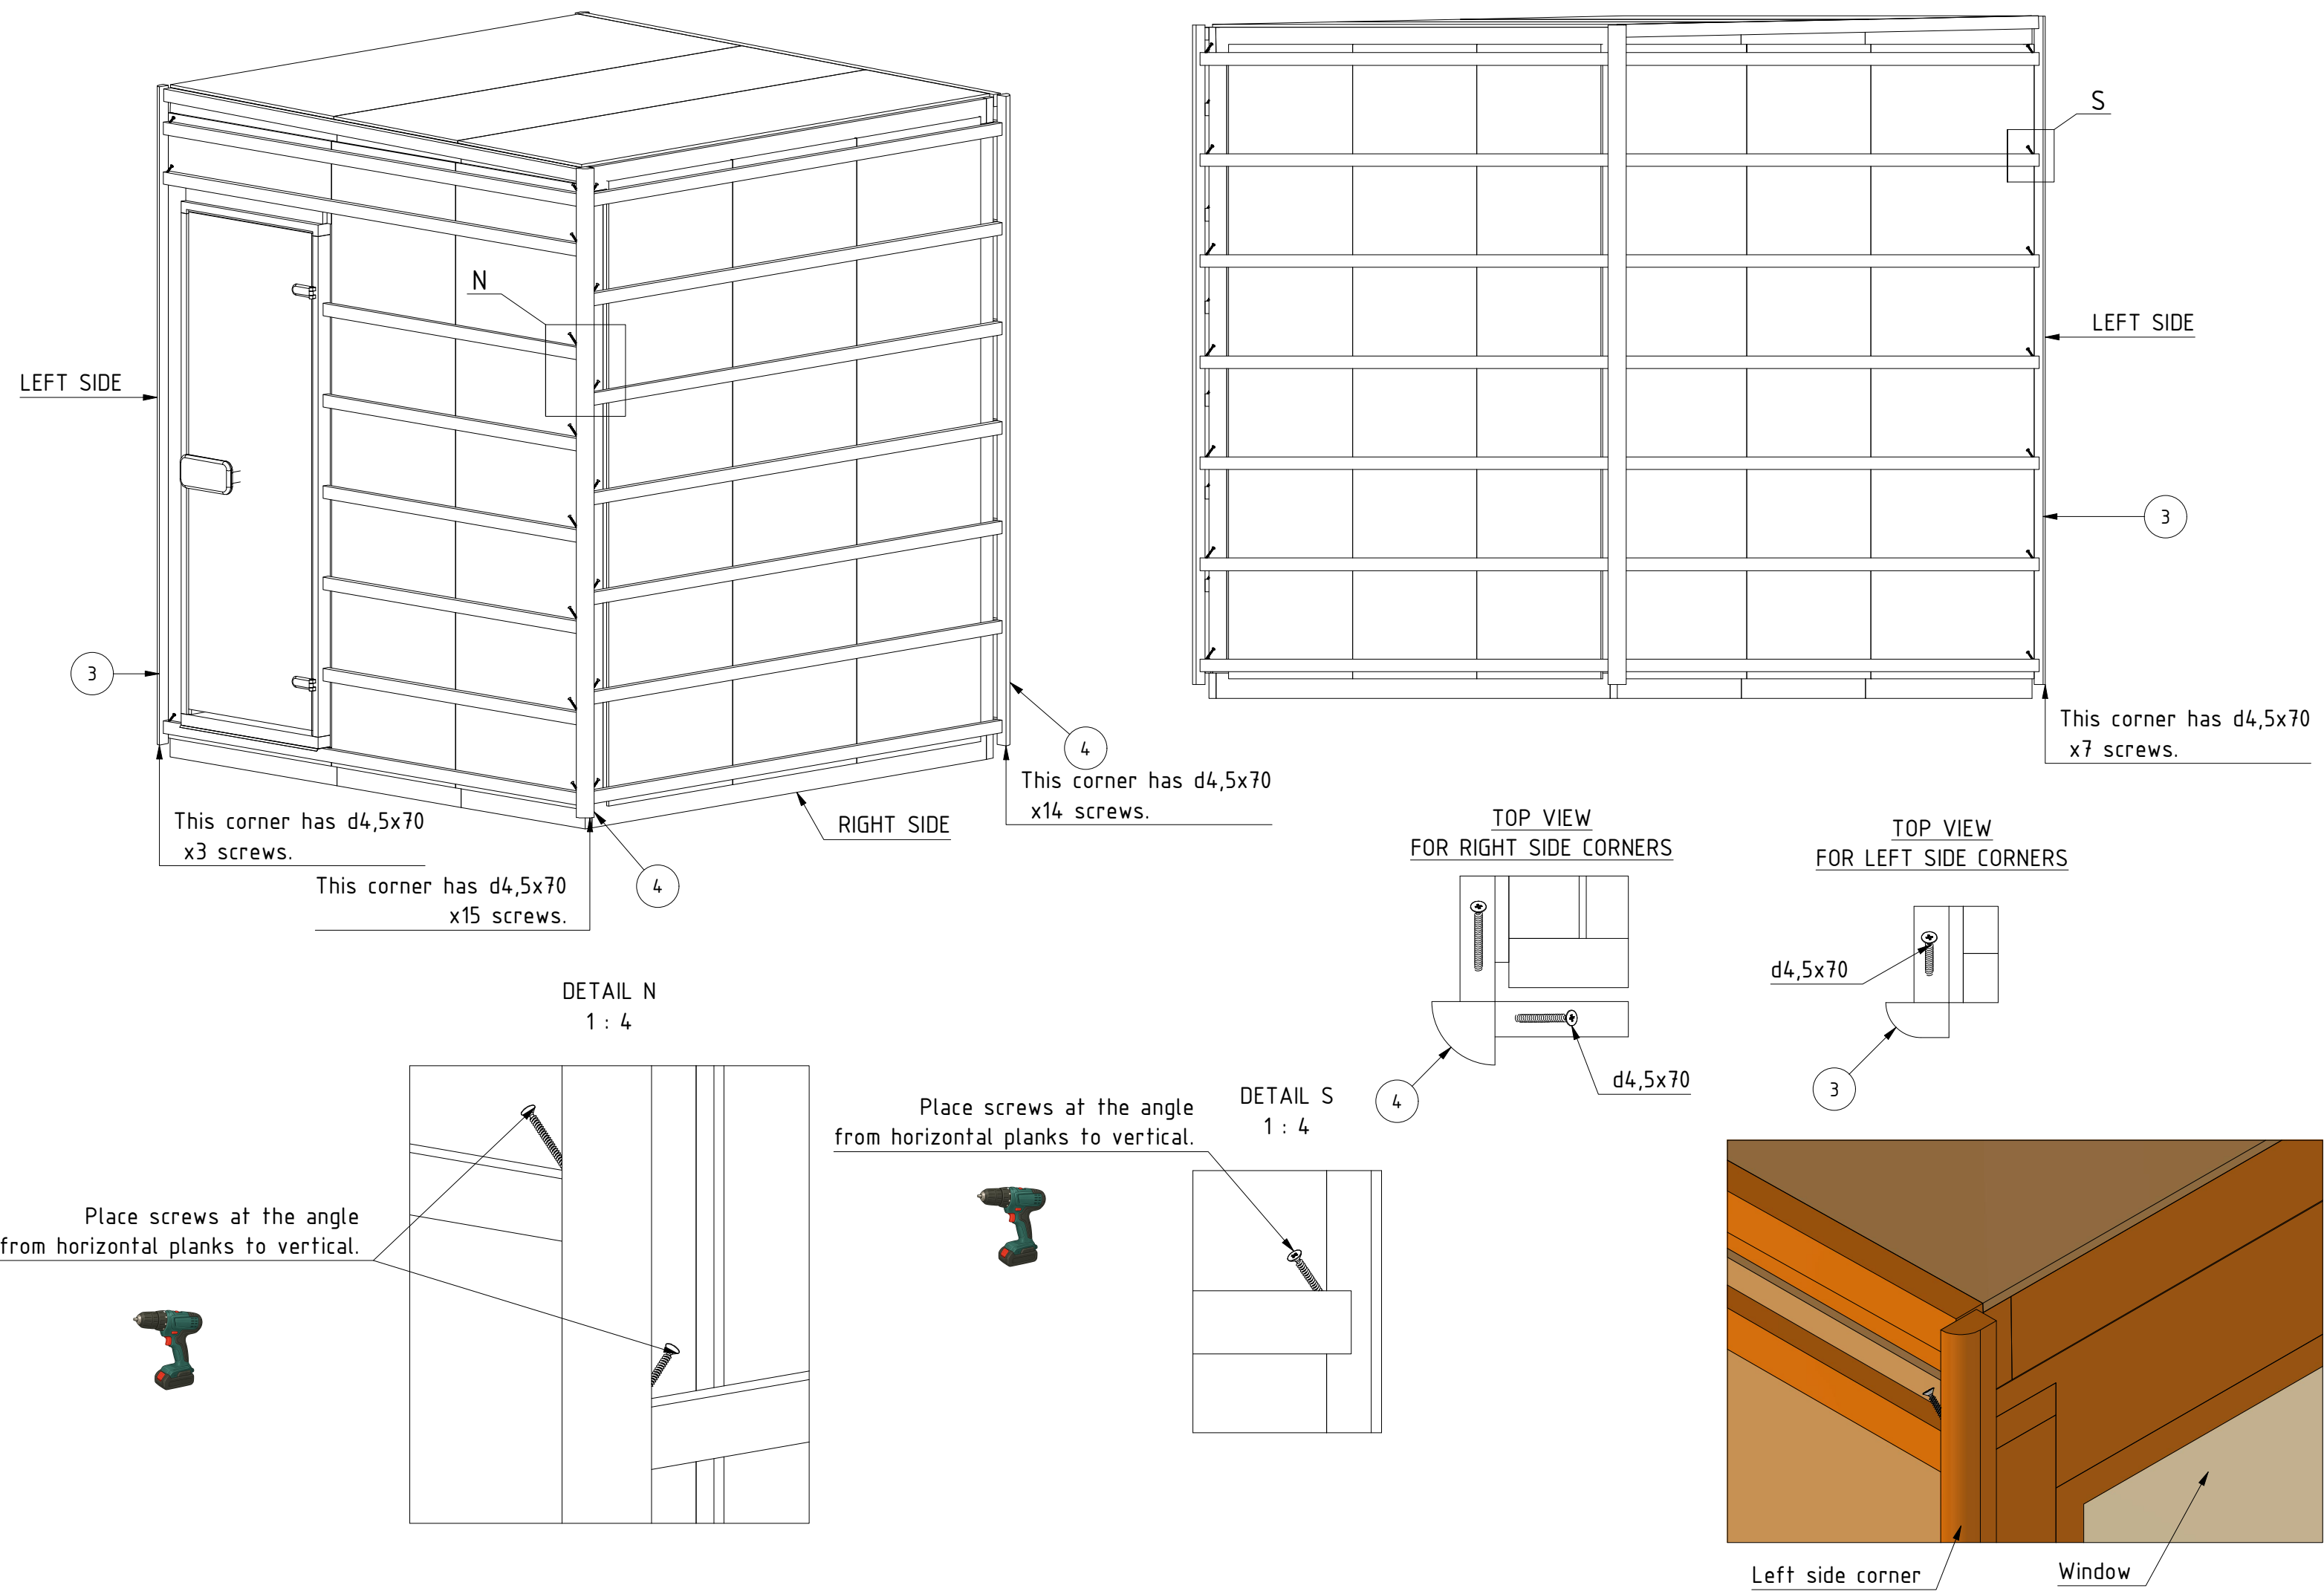 S
N
LEFT SIDE
LEFT SIDE
3
3
4
This corner has d4,5x70
x7 screws.
This corner has d4,5x70
x14 screws.
This corner has d4,5x70
x3 screws.
RIGHT SIDE
This corner has d4,5x70
x15 screws.
4
TOP VIEW
FOR RIGHT SIDE CORNERS
TOP VIEW
FOR LEFT SIDE CORNERS
d4,5x70
d4,5x70
4
3
DETAIL N
1 : 4
Place screws at the angle
from horizontal planks to vertical.
DETAIL S
1 : 4
Place screws at the angle
from horizontal planks to vertical.
Left side corner
Window